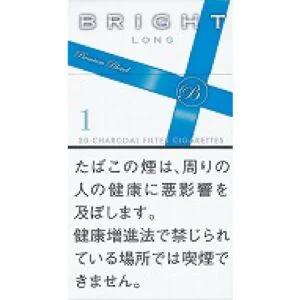 BRIGHT
LONG
Premium Blend
B
1
20 CHARCOAL FILTER CIGARETTES
たばこの煙は、周りの
人の健康に悪影響を
及ぼします。
健康増進法で禁じられ
ている場所では喫煙で
きません。